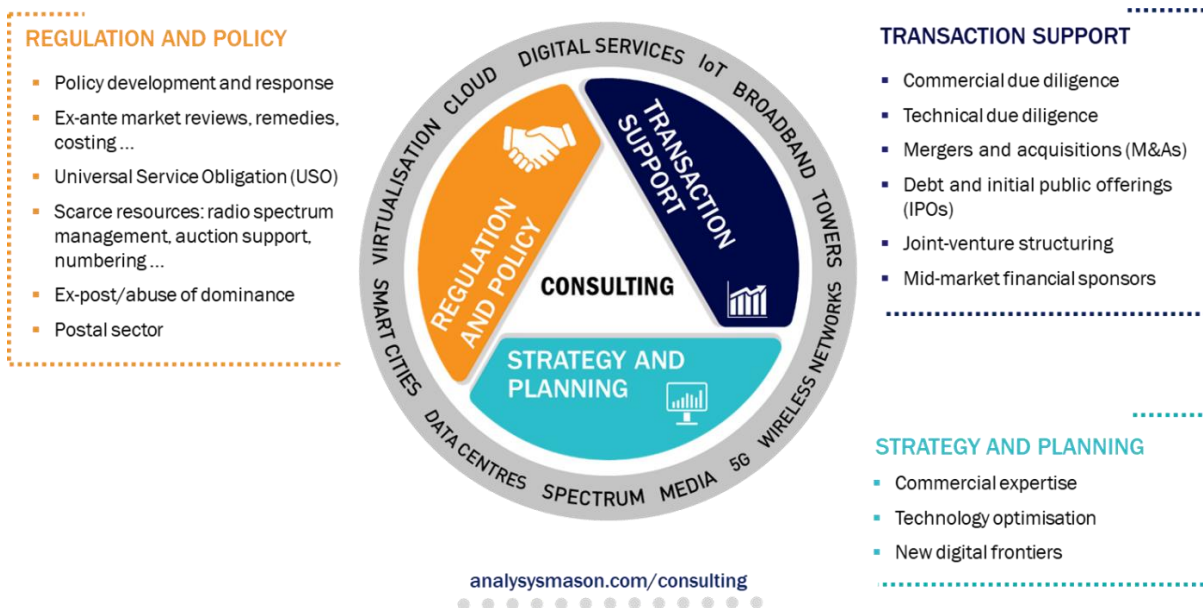 REGULATION AND POLICY
Policy development and response
Ex-ante market reviews, remedies,
costing ...
Universal Service Obligation (USO)
Scarce resources: radio spectrum
management, auction support,
numbering ...
Ex-post/abuse of dominance
Postal sector
VIRTUALISATION CLOUD DIGITAL SERVICES IoT BROADBAND TOWERS
SMART CITIES DATA CENTRES SPECTRUM MEDIA 5G WIRELESS NETWORKS
REGULATION
AND POLICY
TRANSACTION
SUPPORT
CONSULTING
STRATEGY AND
PLANNING
TRANSACTION SUPPORT
Commercial due diligence
Technical due diligence
Mergers and acquisitions (M&As)
Debt and initial public offerings
(IPOs)
Joint-venture structuring
Mid-market financial sponsors
STRATEGY AND PLANNING
Commercial expertise
Technology optimisation
New digital frontiers
analysysmason.com/consulting